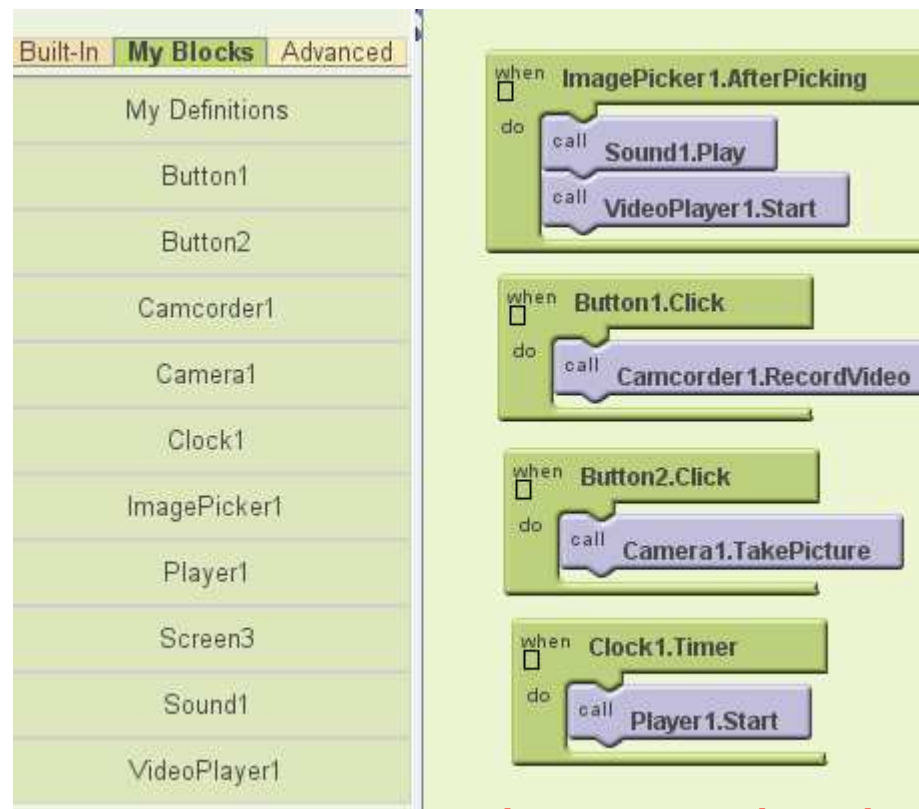 Built-In My Blocks Advanced
My Definitions
Button1
Button2
Camcorder1
Camera1
Clock1
ImagePicker1
Player1
Screen3
Sound1
VideoPlayer1
when ImagePicker1.AfterPicking
do call Sound1.Play
call VideoPlayer1.Start
when Button1.Click
do call Camcorder1.RecordVideo
when Button2.Click
do call Camera1.TakePicture
when Clock1.Timer
do call Player1.Start